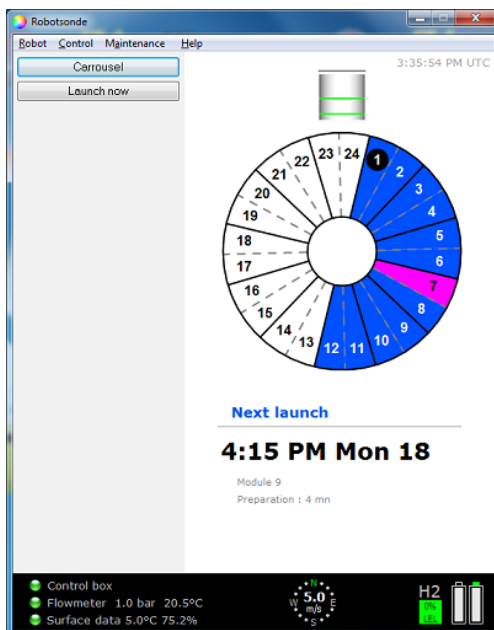 Robotsonde
Robot Control Maintenance Help
Carrousel
3:35:54 PM UTC
Launch now
1
2
3
4
5
6
7
8
9
10
11
12
13
14
15
16
17
18
19
20
21
22
23
24
Next launch
4:15 PM Mon 18
Module 9
Preparation : 4 mn
Control box
Flowmeter 1.0 bar 20.5°C
Surface data 5.0°C 75.2%
N
W 5.0 E
m/s
S
H2
0%
LEL